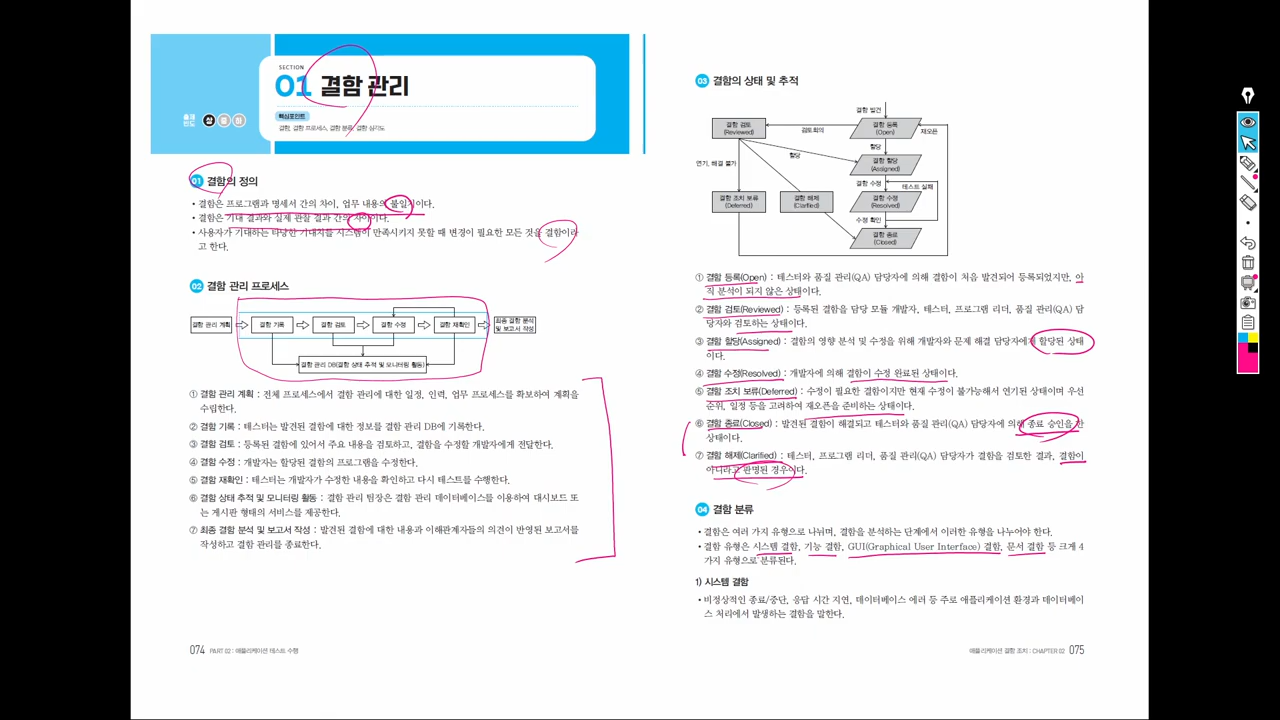 SECTION
01 결함 관리
출제빈도 상 중 하
핵심포인트
결함, 결함 프로세스, 결함 분류, 결함 심각도
01 결함의 정의
• 결함은 프로그램과 명세서 간의 차이, 업무 내용의 불일치이다.
• 결함은 기대 결과와 실제 관찰 결과 간의 차이이다.
• 사용자가 기대하는 타당한 기대치를 시스템이 만족시키지 못할 때 변경이 필요한 모든 것을 결함이라
고 한다.
02 결함 관리 프로세스
결함 관리 계획
결함 기록
결함 검토
결함 수정
결함 재확인
최종 결함 분석
및 보고서 작성
결함 관리 DB(결함 상태 추적 및 모니터링 활동)
① 결함 관리 계획 : 전체 프로세스에서 결함 관리에 대한 일정, 인력, 업무 프로세스를 확보하여 계획을
수립한다.
② 결함 기록 : 테스터는 발견된 결함에 대한 정보를 결함 관리 DB에 기록한다.
③ 결함 검토 : 등록된 결함에 있어서 주요 내용을 검토하고, 결함을 수정할 개발자에게 전달한다.
④ 결함 수정 : 개발자는 할당된 결함의 프로그램을 수정한다.
⑤ 결함 재확인 : 테스터는 개발자가 수정한 내용을 확인하고 다시 테스트를 수행한다.
⑥ 결함 상태 추적 및 모니터링 활동 : 결함 관리 팀장은 결함 관리 데이터베이스를 이용하여 대시보드 또
는 게시판 형태의 서비스를 제공한다.
⑦ 최종 결함 분석 및 보고서 작성 : 발견된 결함에 대한 내용과 이해관계자들의 의견이 반영된 보고서를
작성하고 결함 관리를 종료한다.
074 PART 02 : 애플리케이션 테스트 수행
03 결함의 상태 및 추적
결함 발견
결함 검토
(Reviewed)
검토회의
결함 등록
(Open)
재오픈
할당
할당
연기, 해결 불가
결함 할당
(Assigned)
결함 수정
테스트 실패
결함 조치 보류
(Deferred)
결함 해제
(Clarified)
결함 수정
(Resolved)
수정 확인
결함 종료
(Closed)
① 결함 등록(Open) : 테스터와 품질 관리(QA) 담당자에 의해 결함이 처음 발견되어 등록되었지만, 아
직 분석이 되지 않은 상태이다.
② 결함 검토(Reviewed) : 등록된 결함을 담당 모듈 개발자, 테스터, 프로그램 리더, 품질 관리(QA) 담
당자와 검토하는 상태이다.
③ 결함 할당(Assigned) : 결함의 영향 분석 및 수정을 위해 개발자와 문제 해결 담당자에게 할당된 상태
이다.
④ 결함 수정(Resolved) : 개발자에 의해 결함이 수정 완료된 상태이다.
⑤ 결함 조치 보류(Deferred) : 수정이 필요한 결함이지만 현재 수정이 불가능해서 연기된 상태이며 우선
순위, 일정 등을 고려하여 재오픈을 준비하는 상태이다.
⑥ 결함 종료(Closed) : 발견된 결함이 해결되고 테스터와 품질 관리(QA) 담당자에 의해 종료 승인을 한
상태이다.
⑦ 결함 해제(Clarified) : 테스터, 프로그램 리더, 품질 관리(QA) 담당자가 결함을 검토한 결과, 결함이
아니라고 판명된 경우이다.
04 결함 분류
• 결함은 여러 가지 유형으로 나뉘며, 결함을 분석하는 단계에서 이러한 유형을 나누어야 한다.
• 결함 유형은 시스템 결함, 기능 결함, GUI(Graphical User Interface) 결함, 문서 결함 등 크게 4
가지 유형으로 분류된다.
1) 시스템 결함
• 비정상적인 종료/중단, 응답 시간 지연, 데이터베이스 에러 등 주로 애플리케이션 환경과 데이터베이
스 처리에서 발생하는 결함을 말한다.
애플리케이션 결함 조치 : CHAPTER 02 075